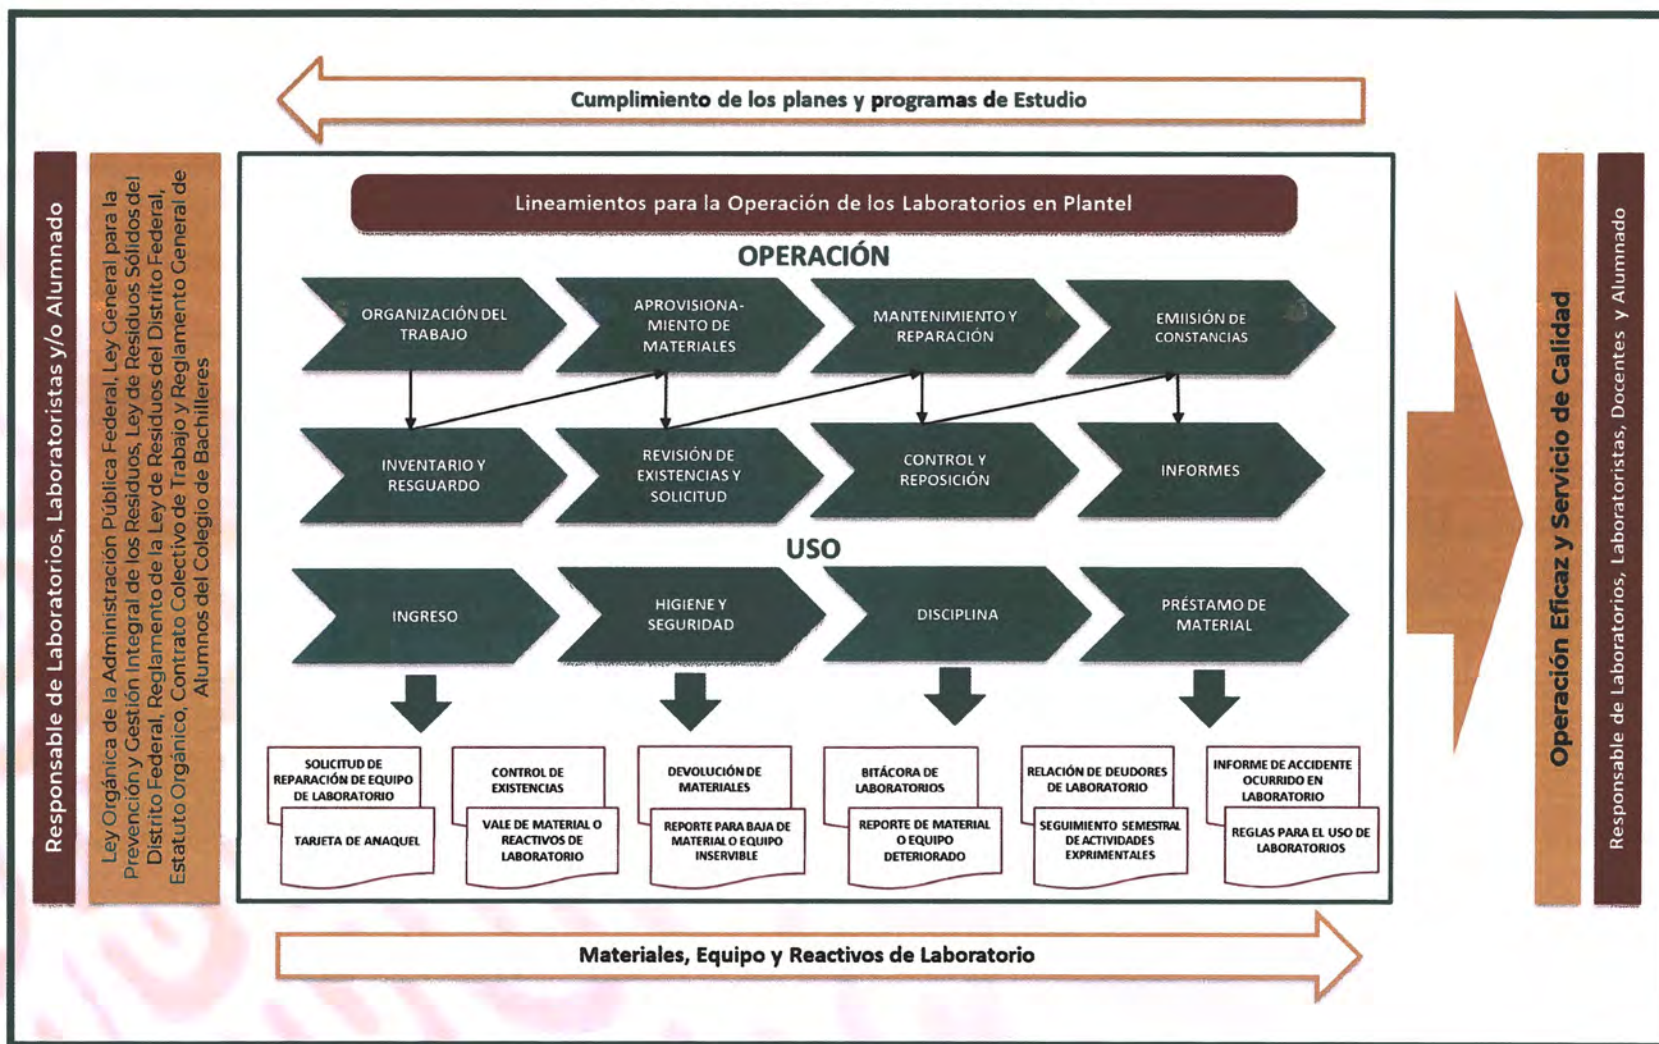 Cumplimiento de los planes y programas de Estudio
Responsable de Laboratorios, Laboratoristas y/o Alumnado
Ley Orgánica de la Administración Pública Federal, Ley General para la
Prevención y Gestión Integral de los Residuos, Ley de Residuos Sólidos del
Distrito Federal, Reglamento de la Ley de Residuos del Distrito Federal,
Estatuto Orgánico, Contrato Colectivo de Trabajo y Reglamento General de
Alumnos del Colegio de Bachilleres
Lineamientos para la Operación de los Laboratorios en Plantel
OPERACIÓN
ORGANIZACIÓN DEL
TRABAJO
APROVISIONA-
MIENTO DE
MATERIALES
MANTENIMIENTO Y
REPARACIÓN
EMIISIÓN DE
CONSTANCIAS
INVENTARIO Y
RESGUARDO
REVISIÓN DE
EXISTENCIAS Y
SOLICITUD
CONTROL Y
REPOSICIÓN
INFORMES
USO
INGRESO
HIGIENE Y
SEGURIDAD
DISCIPLINA
PRÉSTAMO DE
MATERIAL
SOLICITUD DE
REPARACIÓN DE EQUIPO
DE LABORATORIO
TARJETA DE ANAQUEL
CONTROL DE
EXISTENCIAS
VALE DE MATERIAL O
REACTIVOS DE
LABORATORIO
DEVOLUCIÓN DE
MATERIALES
REPORTE PARA BAJA DE
MATERIAL O EQUIPO
INSERVIBLE
BITÁCORA DE
LABORATORIOS
REPORTE DE MATERIAL
O EQUIPO
DETERIORADO
RELACIÓN DE DEUDORES
DE LABORATORIO
SEGUIMIENTO SEMESTRAL
DE ACTIVIDADES
EXPRIMENTALES
INFORME DE ACCIDENTE
OCURRIDO EN
LABORATORIO
REGLAS PARA EL USO DE
LABORATORIOS
Operación Eficaz y Servicio de Calidad
Responsable de Laboratorios, Laboratoristas, Docentes y Alumnado
Materiales, Equipo y Reactivos de Laboratorio